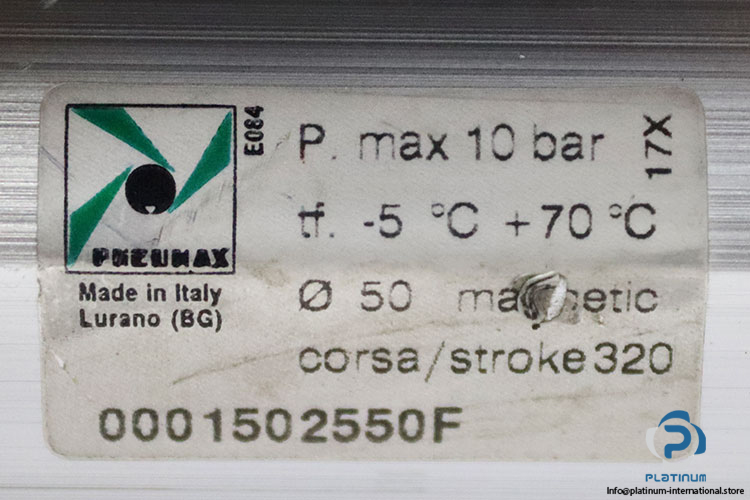 E084
P. max 10 bar
17X
tf. -5 °C +70 °C
PNEUMAX
Made in Italy
Lurano (BG)
Ø 50
corsa/stroke 320
0001502550F
PLATINUM
Info@platinum-international.store